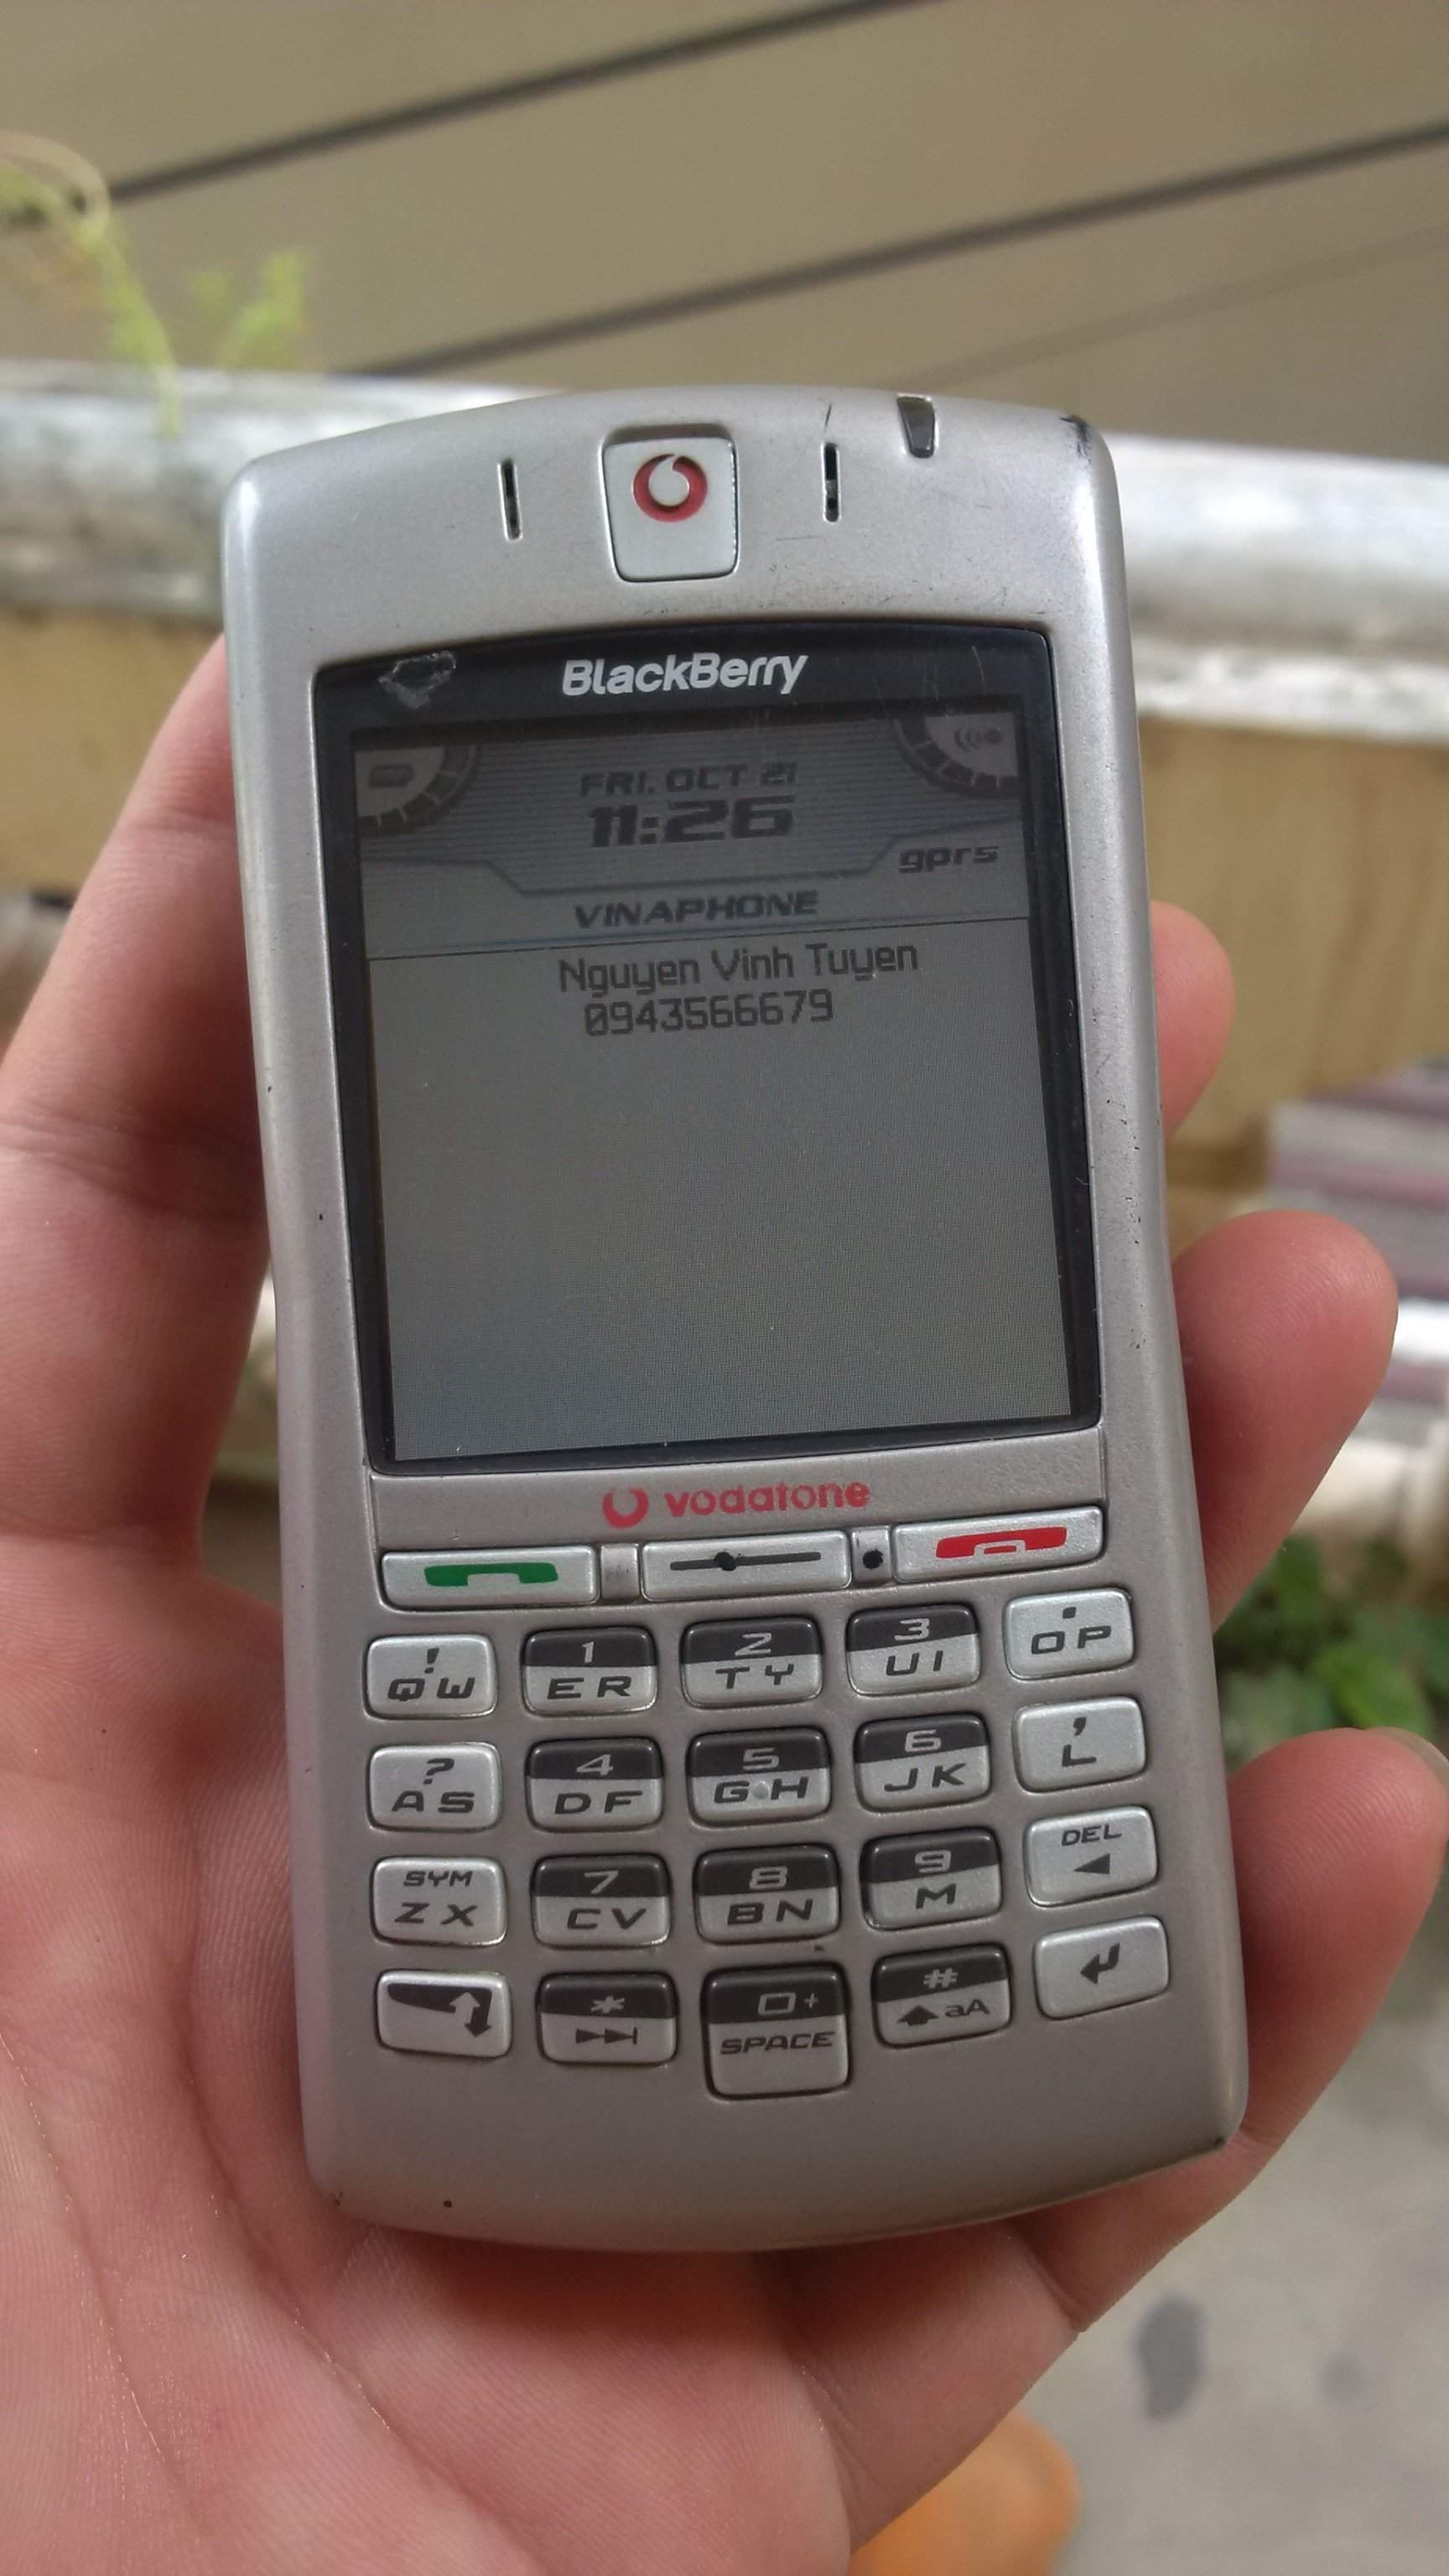 BlackBerry
FRI, OCT 21
11:26
gprs
VINAPHONE
Nguyen Vinh Tuyen
0943566679
vodafone
! 1 2 3 .
QW ER TY UI OP
? 4 5 6 ,
AS DF GH JK L
SYM 7 8 9 DEL
ZX CV BN M
* 0+ # aA
SPACE